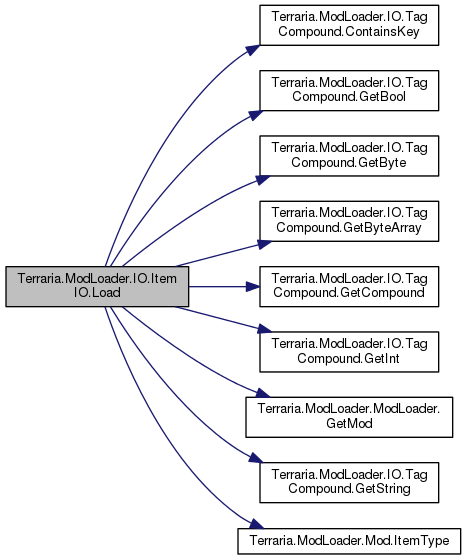 Terraria.ModLoader.IO.Tag
Compound.ContainsKey
Terraria.ModLoader.IO.Tag
Compound.GetBool
Terraria.ModLoader.IO.Tag
Compound.GetByte
Terraria.ModLoader.IO.Tag
Compound.GetByteArray
Terraria.ModLoader.IO.Item
IO.Load
Terraria.ModLoader.IO.Tag
Compound.GetCompound
Terraria.ModLoader.IO.Tag
Compound.GetInt
Terraria.ModLoader.ModLoader.
GetMod
Terraria.ModLoader.IO.Tag
Compound.GetString
Terraria.ModLoader.Mod.ItemType